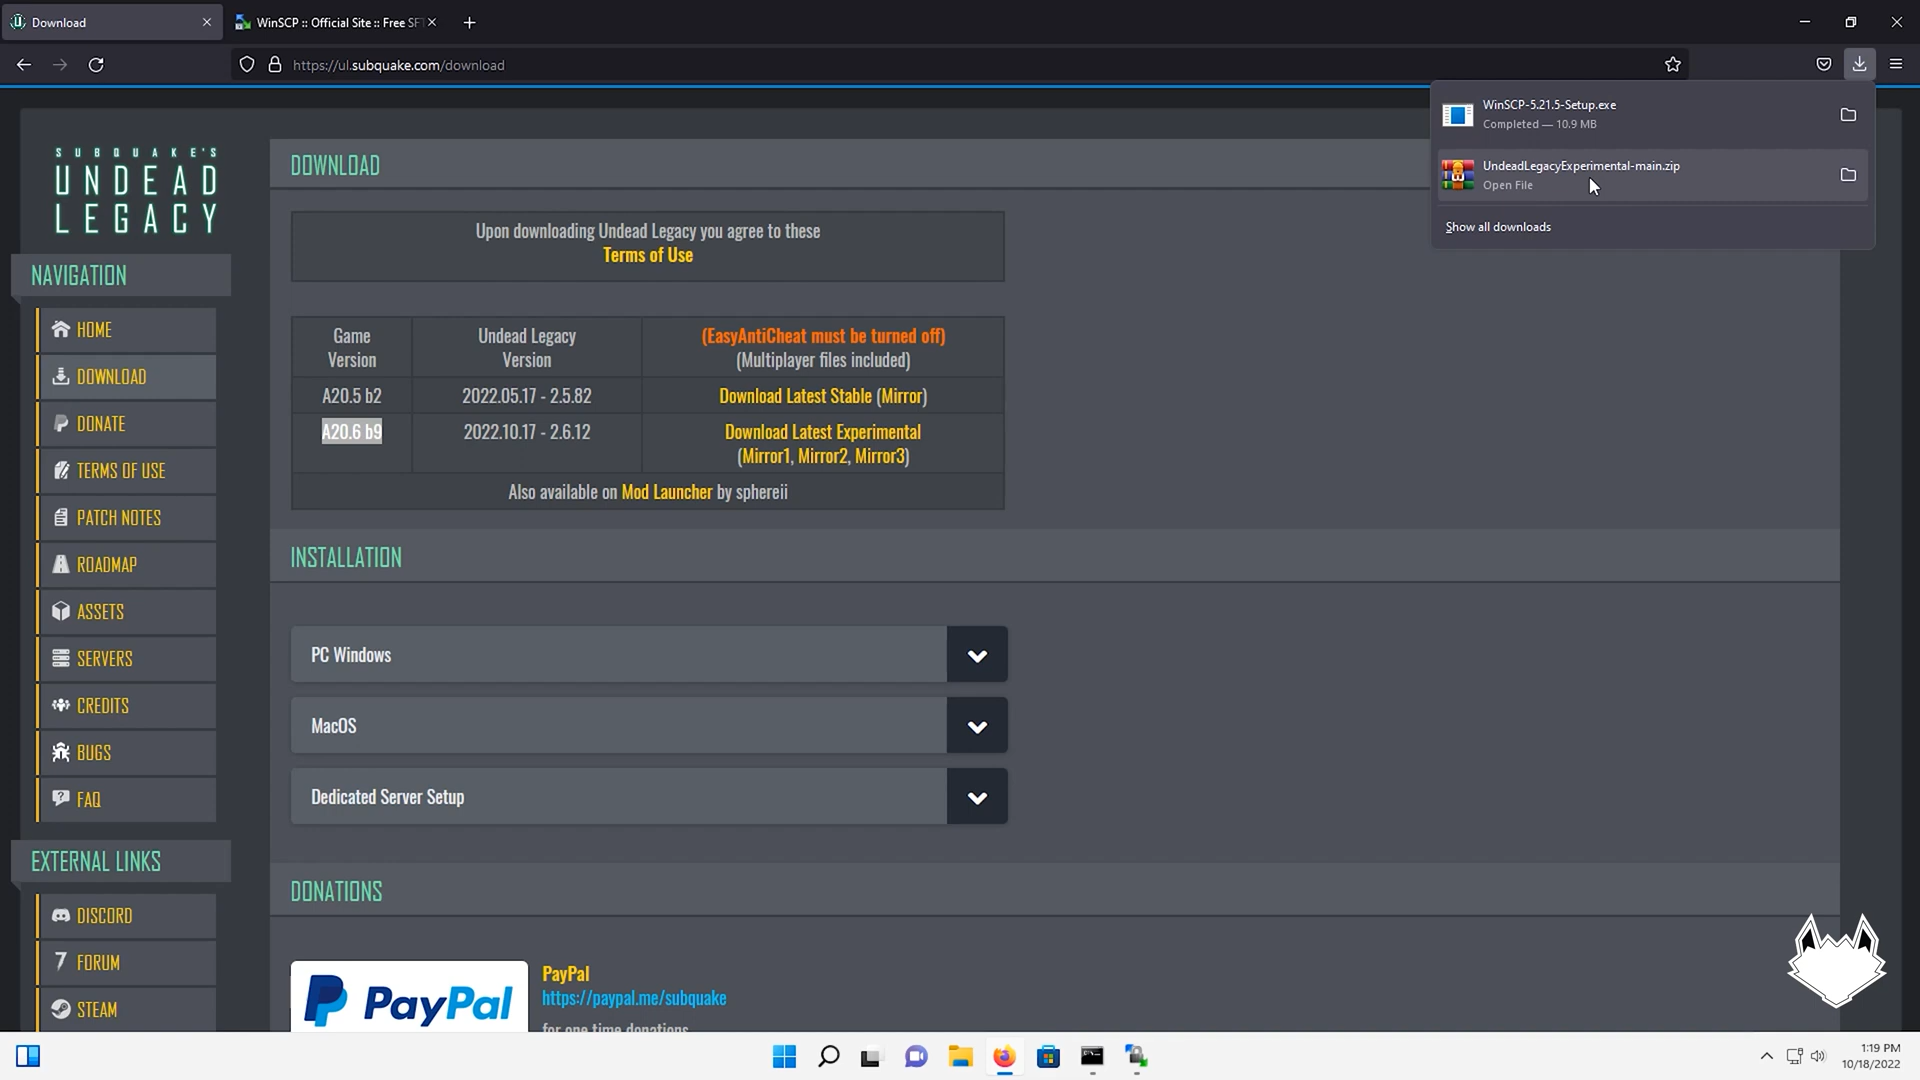 Download
WinSCP :: Official Site :: Free SF
https://ul.subquake.com/download
WinSCP-5.21.5-Setup.exe
Completed — 10.9 MB
UndeadLegacyExperimental-main.zip
Open File
Show all downloads
SUBQUAKE'S
UNDEAD
LEGACY
NAVIGATION
HOME
DOWNLOAD
DONATE
TERMS OF USE
PATCH NOTES
ROADMAP
ASSETS
SERVERS
CREDITS
BUGS
FAQ
EXTERNAL LINKS
DISCORD
FORUM
STEAM
DOWNLOAD
Upon downloading Undead Legacy you agree to these
Terms of Use
Game Version
Undead Legacy Version
(EasyAntiCheat must be turned off)
(Multiplayer files included)
A20.5 b2 2022.05.17 - 2.5.82 Download Latest Stable (Mirror)
A20.6 b9 2022.10.17 - 2.6.12 Download Latest Experimental
(Mirror1, Mirror2, Mirror3)
Also available on Mod Launcher by sphereii
INSTALLATION
PC Windows
MacOS
Dedicated Server Setup
DONATIONS
PayPal
PayPal
https://paypal.me/subquake
for one time donations
1:19 PM
10/18/2022